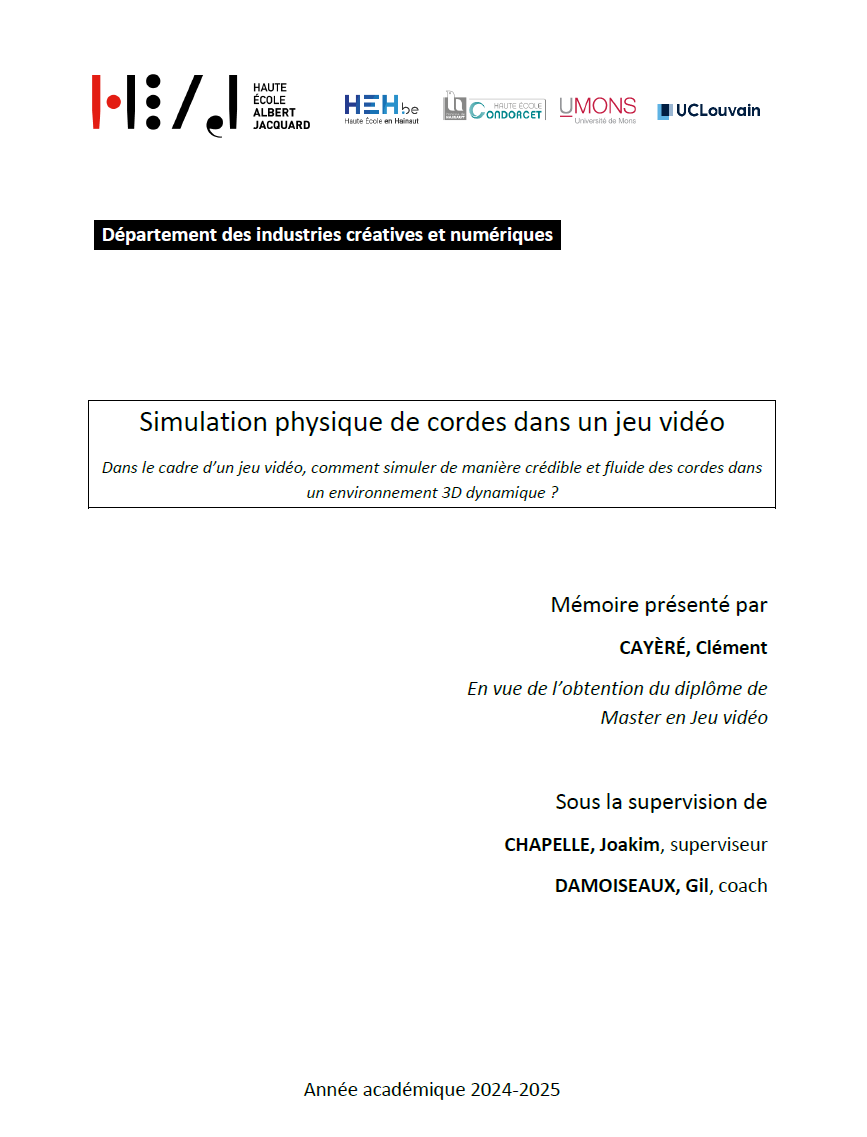 HAUTE
ÉCOLE
ALBERT
JACQUARD
HEH.be
Haute École en Hainaut
HAUTE ÉCOLE
CONDORCET
UMONS
Université de Mons
UCLouvain
Département des industries créatives et numériques
Simulation physique de cordes dans un jeu vidéo
Dans le cadre d’un jeu vidéo, comment simuler de manière crédible et fluide des cordes dans
un environnement 3D dynamique ?
Mémoire présenté par
CAYÈRÉ, Clément
En vue de l’obtention du diplôme de
Master en Jeu vidéo
Sous la supervision de
CHAPELLE, Joakim, superviseur
DAMOISEAUX, Gil, coach
Année académique 2024-2025